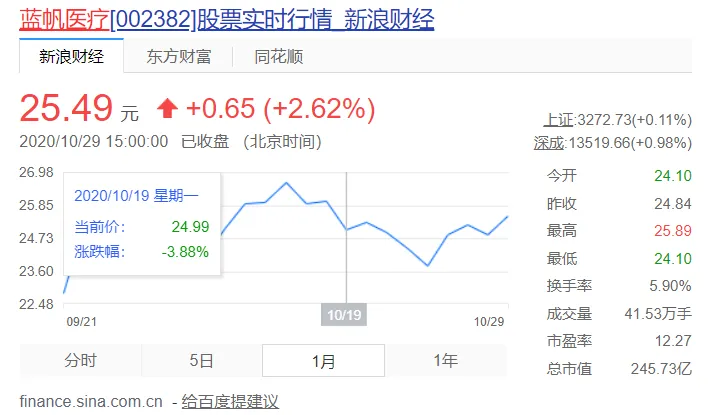 蓝帆医疗[002382]股票实时行情_新浪财经
新浪财经 东方财富 同花顺
25.49 元 +0.65 (+2.62%)
2020/10/29 15:00:00 已收盘 （北京时间）
上证:3272.73(+0.11%)
深成:13519.66(+0.98%)
26.98
25.85
24.73
23.60
22.48
2020/10/19 星期一
当前价： 24.99
涨跌幅： -3.88%
09/21 10/19 10/29
今开 24.10
昨收 24.84
最高 25.89
最低 24.10
换手率 5.90%
成交量 41.53万手
市盈率 12.27
总市值 245.73亿
分时 5日 1月 1年
finance.sina.com.cn - 给百度提建议